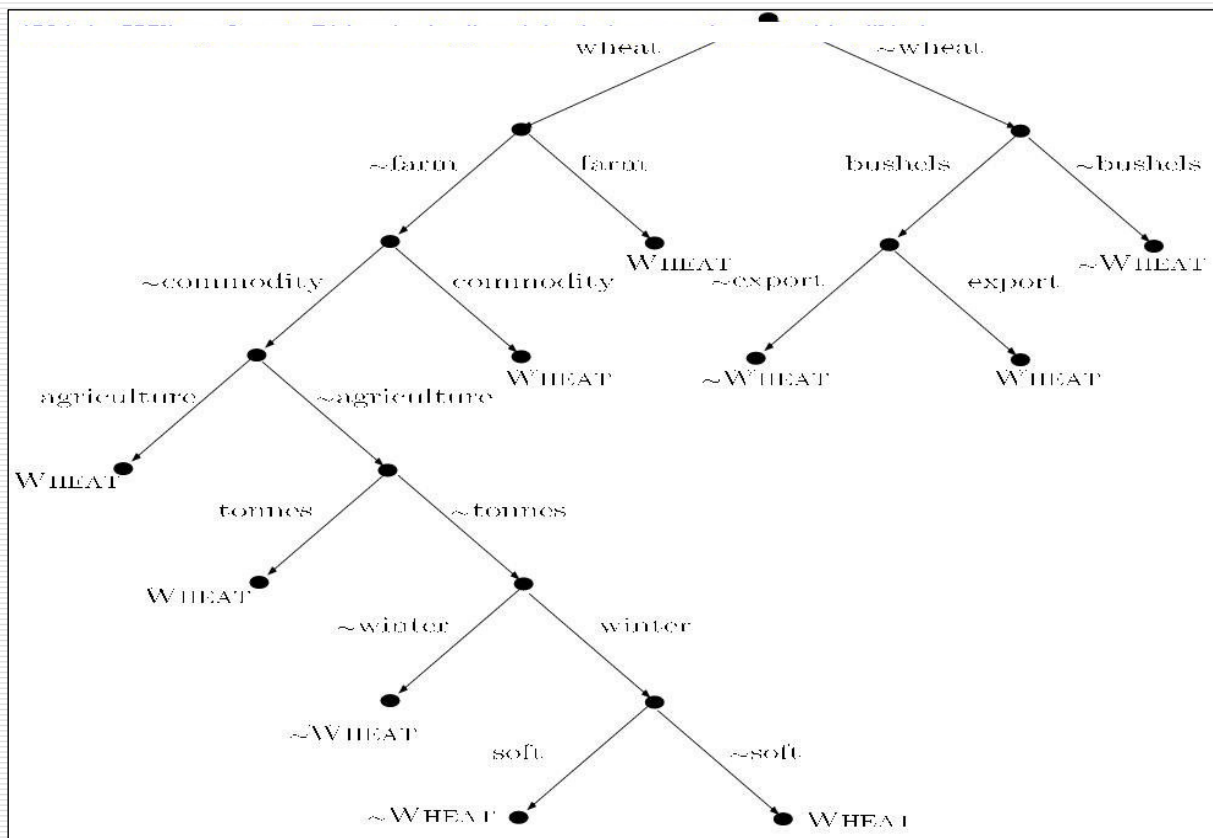 wheat ~wheat
~farm farm bushels ~bushels
WHEAT ~WHEAT
~commodity commodity ~export export
WHEAT ~WHEAT WHEAT
agriculture ~agriculture
WHEAT
tonnes ~tonnes
WHEAT
~winter winter
~WHEAT
soft ~soft
~WHEAT WHEAT